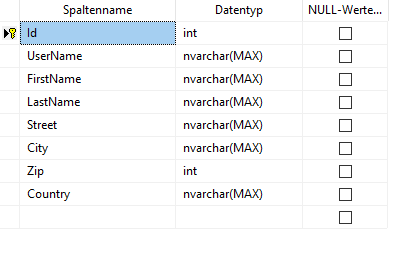 Spaltenname Datentyp NULL-Werte...
Id int
UserName nvarchar(MAX)
FirstName nvarchar(MAX)
LastName nvarchar(MAX)
Street nvarchar(MAX)
City nvarchar(MAX)
Zip int
Country nvarchar(MAX)